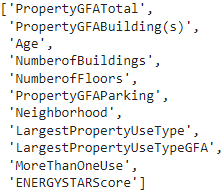 ['PropertyGFATotal',
'PropertyGFABuilding(s)',
'Age',
'NumberofBuildings',
'NumberofFloors',
'PropertyGFAParking',
'Neighborhood',
'LargestPropertyUseType',
'LargestPropertyUseTypeGFA',
'MoreThanOneUse',
'ENERGYSTARScore']